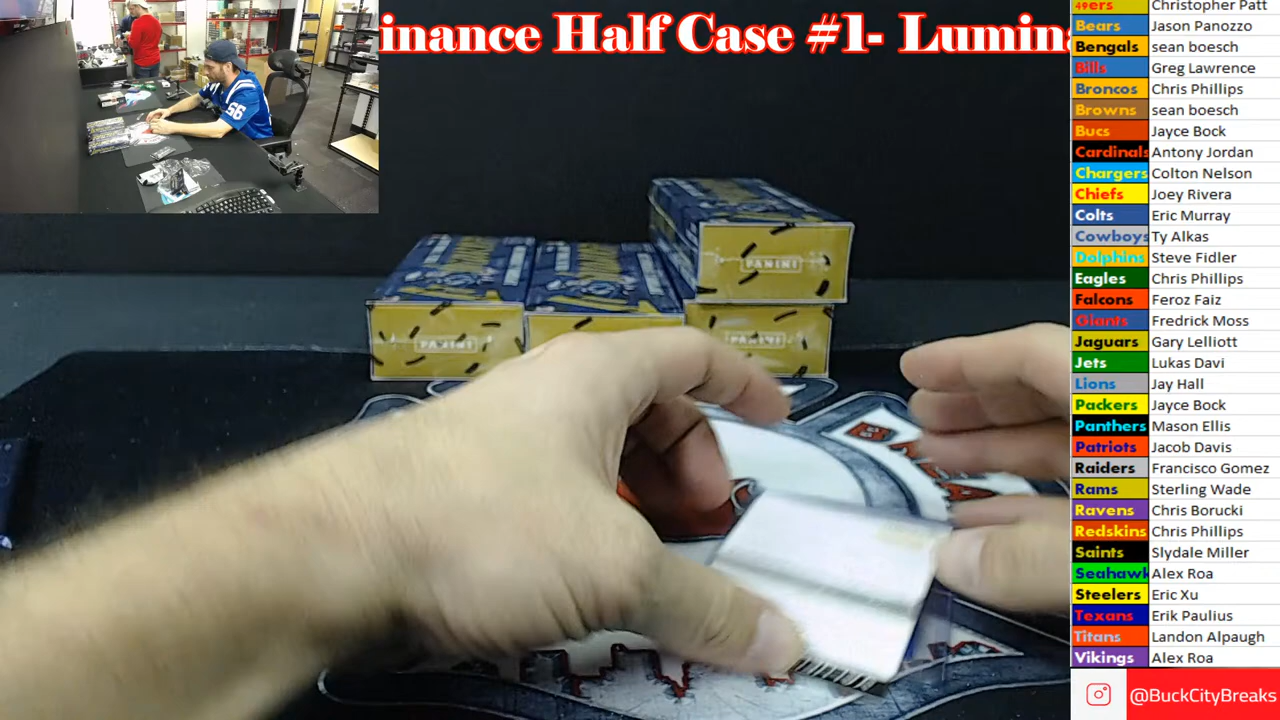 inance Half Case #1- Lumin
49ers Christopher Patt
Bears Jason Panozzo
Bengals sean boesch
Bills Greg Lawrence
Broncos Chris Phillips
Browns sean boesch
Bucs Jayce Bock
Cardinals Antony Jordan
Chargers Colton Nelson
Chiefs Joey Rivera
Colts Eric Murray
Cowboys Ty Alkas
Dolphins Steve Fidler
Eagles Chris Phillips
Falcons Feroz Faiz
Giants Fredrick Moss
Jaguars Gary Lelliott
Jets Lukas Davi
Lions Jay Hall
Packers Jayce Bock
Panthers Mason Ellis
Patriots Jacob Davis
Raiders Francisco Gomez
Rams Sterling Wade
Ravens Chris Borucki
Redskins Chris Phillips
Saints Slydale Miller
Seahawk Alex Roa
Steelers Eric Xu
Texans Erik Paulius
Titans Landon Alpaugh
Vikings Alex Roa
@BuckCityBreaks
56
PANINI
PANINI
PANINI